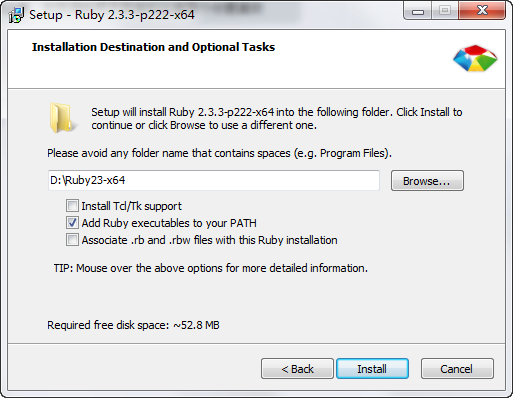 Setup - Ruby 2.3.3-p222-x64
Installation Destination and Optional Tasks
Setup will install Ruby 2.3.3-p222-x64 into the following folder. Click Install to
continue or click Browse to use a different one.
Please avoid any folder name that contains spaces (e.g. Program Files).
D:\Ruby23-x64
Browse...
Install Tcl/Tk support
Add Ruby executables to your PATH
Associate .rb and .rbw files with this Ruby installation
TIP: Mouse over the above options for more detailed information.
Required free disk space: ~52.8 MB
< Back
Install
Cancel